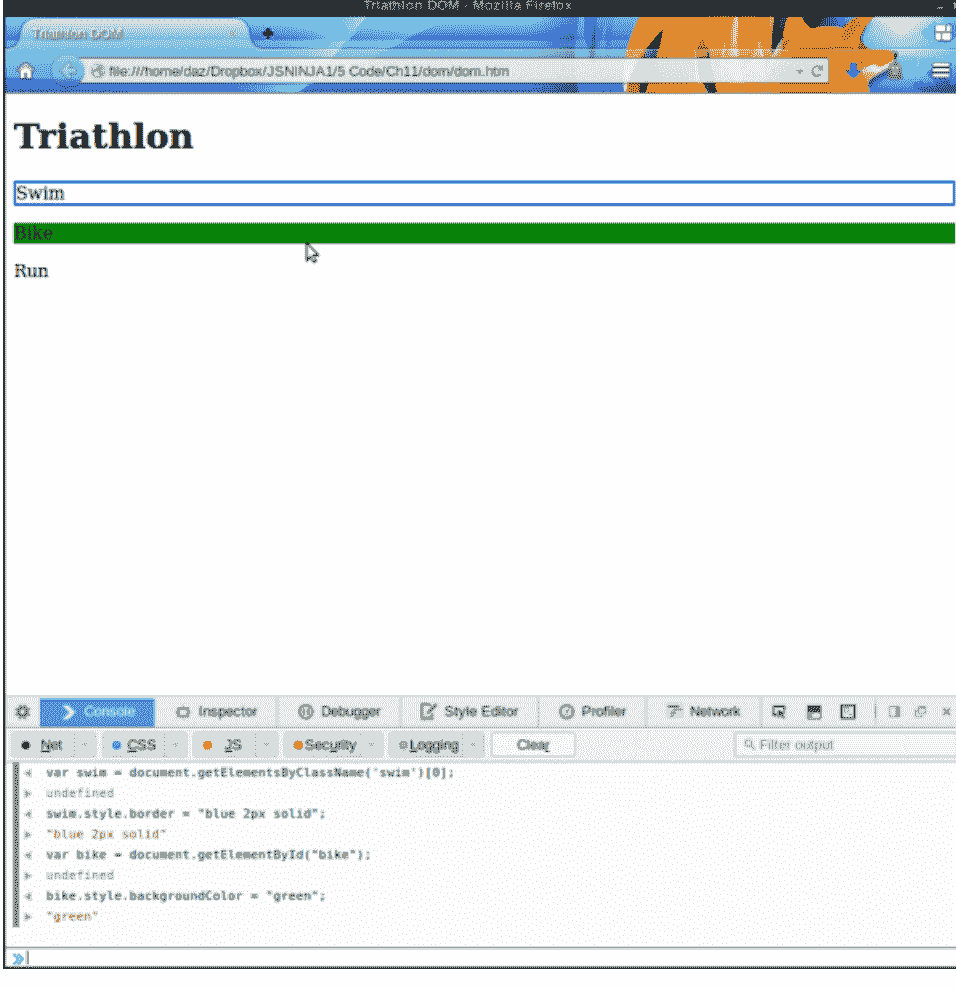 Triathlon DOM - Mozilla Firefox
Triathlon DOM
file:///home/daz/Dropbox/JSNINJA1/5 Code/Ch11/dom/dom.htm
Triathlon
Swim
Bike
Run
Console Inspector Debugger Style Editor Profiler Network
Net CSS JS Security Logging Clear Filter output
var swim = document.getElementsByClassName('swim')[0];
undefined
swim.style.border = "blue 2px solid";
"blue 2px solid"
var bike = document.getElementById("bike");
undefined
bike.style.backgroundColor = "green";
"green"